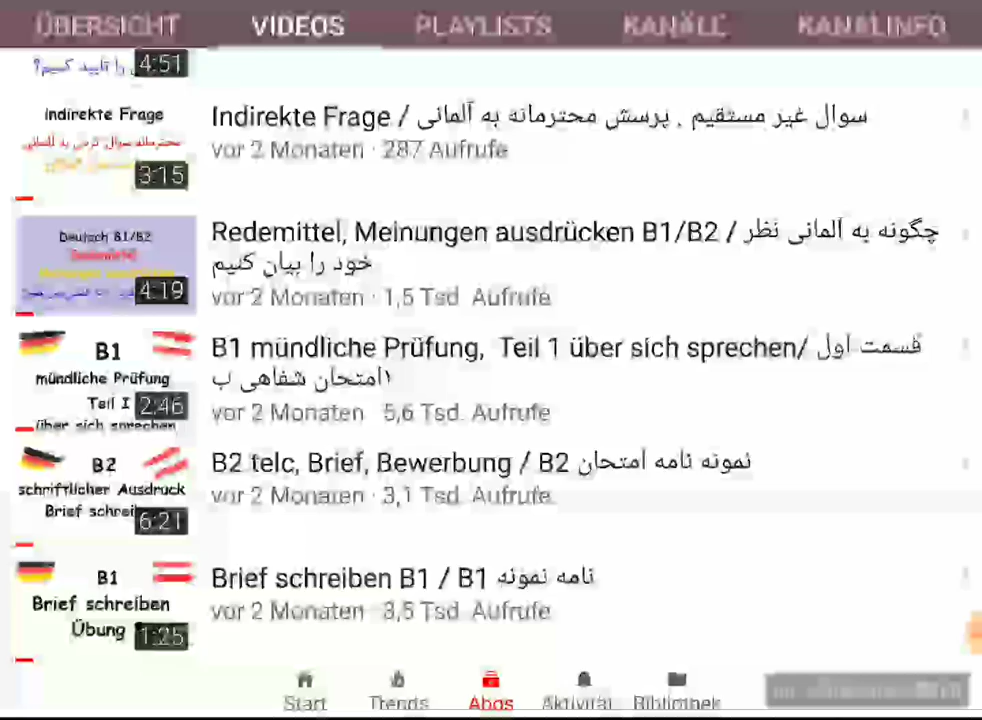 ÜBERSICHT VIDEOS PLAYLISTS KANÄLE KANALINFO
را تایید کنیم؟
4:51
indirekte Frage
محترمانه سوال کردن به آلمانی
3:15
Indirekte Frage / سوال غیر مستقیم . پرسش محترمانه به آلمانی
vor 2 Monaten · 287 Aufrufe
Deutsch B1/B2
4:19
Redemittel, Meinungen ausdrücken B1/B2 / چگونه به آلمانی نظر
خود را بیان کنیم
vor 2 Monaten · 1,5 Tsd. Aufrufe
B1
mündliche Prüfung
Teil I
über sich sprechen
2:46
B1 mündliche Prüfung, Teil 1 über sich sprechen/ قسمت اول
امتحان شفاهی ب۱
vor 2 Monaten · 5,6 Tsd. Aufrufe
B2
schriftlicher Ausdruck
Brief schrei
6:21
B2 telc, Brief, Bewerbung / B2 نمونه نامه امتحان
vor 2 Monaten · 3,1 Tsd. Aufrufe
B1
Brief schreiben
Übung
1:25
Brief schreiben B1 / B1 نامه نمونه
vor 2 Monaten · 3,5 Tsd. Aufrufe
Start Trends Abos Aktivität Bibliothek